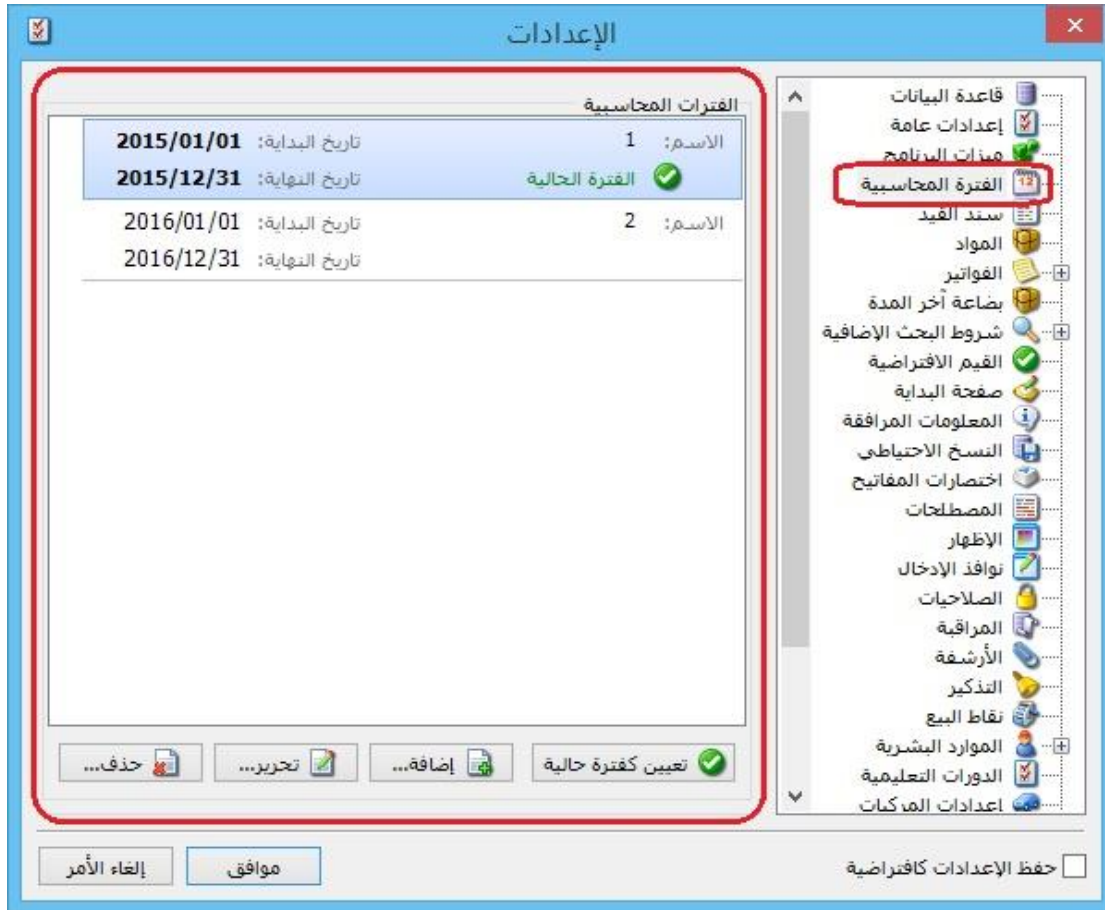 الإعدادات
قاعدة البيانات
إعدادات عامة
ميزات البرنامج
الفترة المحاسبية
سند القيد
المواد
الفواتير
بضاعة آخر المدة
شروط البحث الإضافية
القيم الافتراضية
صفحة البداية
المعلومات المرافقة
النسخ الاحتياطي
اختصارات المفاتيح
المصطلحات
الإظهار
نوافذ الإدخال
الصلاحيات
المراقبة
الأرشفة
التذكير
نقاط البيع
الموارد البشرية
الدورات التعليمية
إعدادات المركبات
الفترات المحاسبية
الاسم: 1 تاريخ البداية: 2015/01/01
الفترة الحالية تاريخ النهاية: 2015/12/31
الاسم: 2 تاريخ البداية: 2016/01/01
تاريخ النهاية: 2016/12/31
تعيين كفترة حالية إضافة... تحرير... حذف...
حفظ الإعدادات كافتراضية موافق إلغاء الأمر